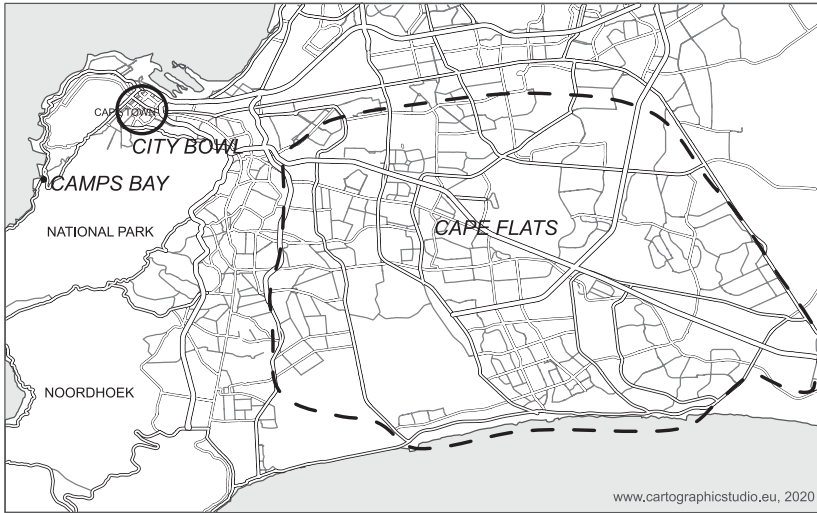 CAPE TOWN
CITY BOWL
CAMPS BAY
NATIONAL PARK
CAPE FLATS
NOORDHOEK
www.cartographicstudio.eu, 2020